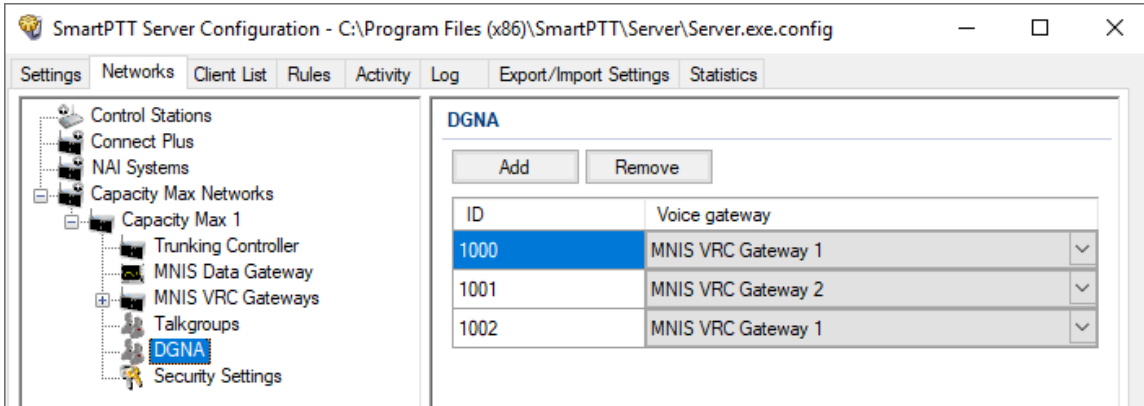 SmartPTT Server Configuration - C:\Program Files (x86)\SmartPTT\Server\Server.exe.config
Settings Networks Client List Rules Activity Log Export/Import Settings Statistics
Control Stations
Connect Plus
NAI Systems
Capacity Max Networks
Capacity Max 1
Trunking Controller
MNIS Data Gateway
MNIS VRC Gateways
Talkgroups
DGNA
Security Settings
DGNA
Add Remove
ID Voice gateway
1000 MNIS VRC Gateway 1
1001 MNIS VRC Gateway 2
1002 MNIS VRC Gateway 1